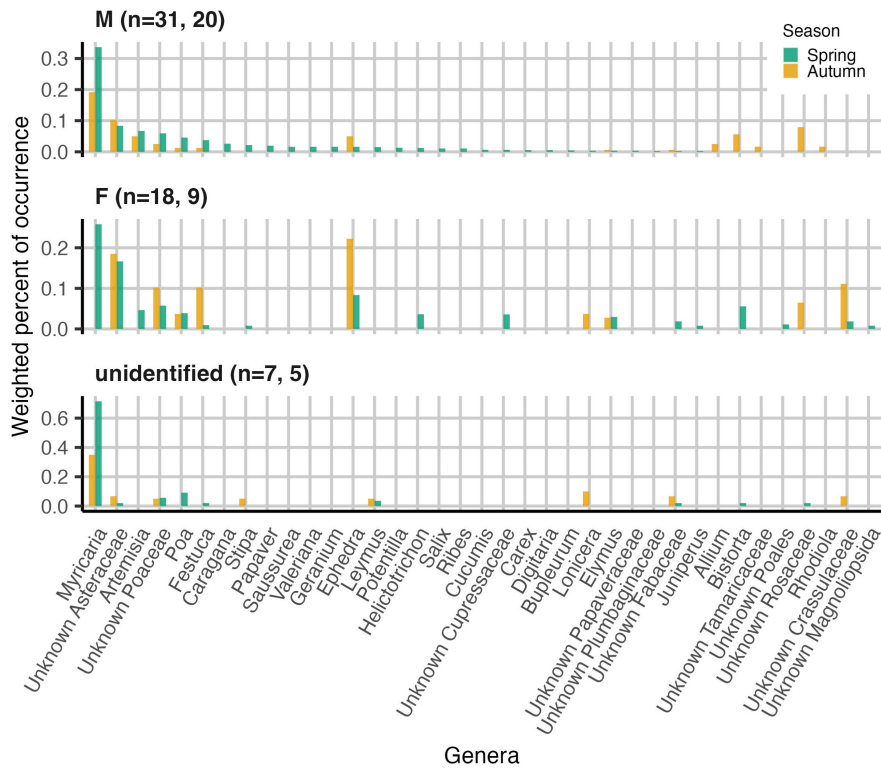 M (n=31, 20)
Season
Spring
Autumn
0.3
0.2
0.1
0.0
F (n=18, 9)
0.2
0.1
0.0
unidentified (n=7, 5)
0.6
0.4
0.2
0.0
Weighted percent of occurrence
Myricaria
Unknown Asteraceae
Artemisia
Unknown Poaceae
Poa
Festuca
Caragana
Stipa
Papaver
Saussurea
Valeriana
Geranium
Ephedra
Leymus
Potentilla
Helictotrichon
Salix
Ribes
Cucumis
Unknown Cupressaceae
Carex
Digitaria
Bupleurum
Lonicera
Elymus
Unknown Papaveraceae
Unknown Plumbaginaceae
Unknown Fabaceae
Juniperus
Allium
Bistorta
Unknown Tamaricaceae
Unknown Poales
Unknown Rosaceae
Rhodiola
Unknown Crassulaceae
Unknown Magnoliopsida
Genera